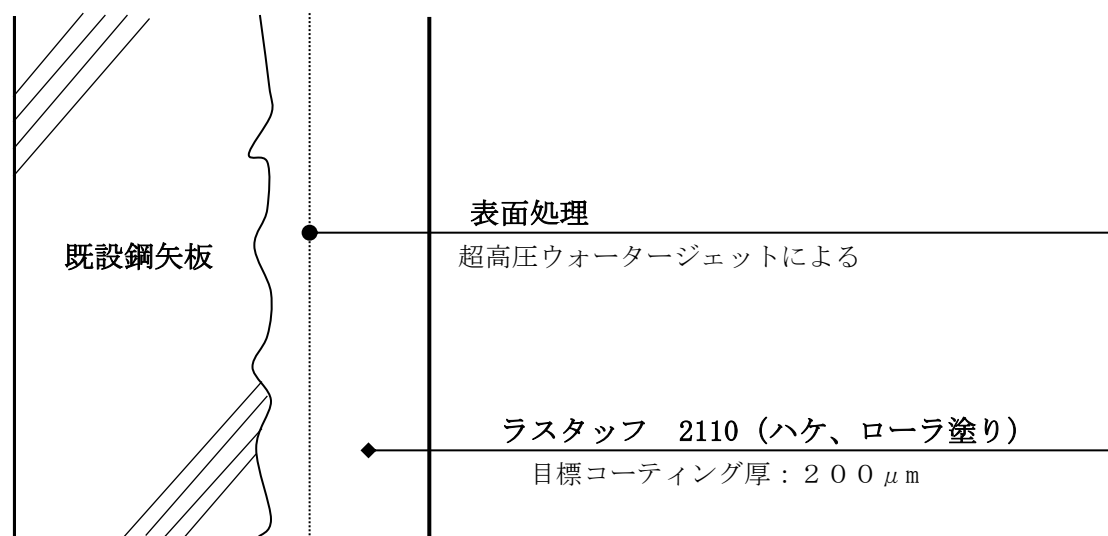 表面処理
既設鋼矢板
超高圧ウォータージェットによる
ラスタッフ　2110（ハケ、ローラ塗り）
目標コーティング厚：２００μｍ